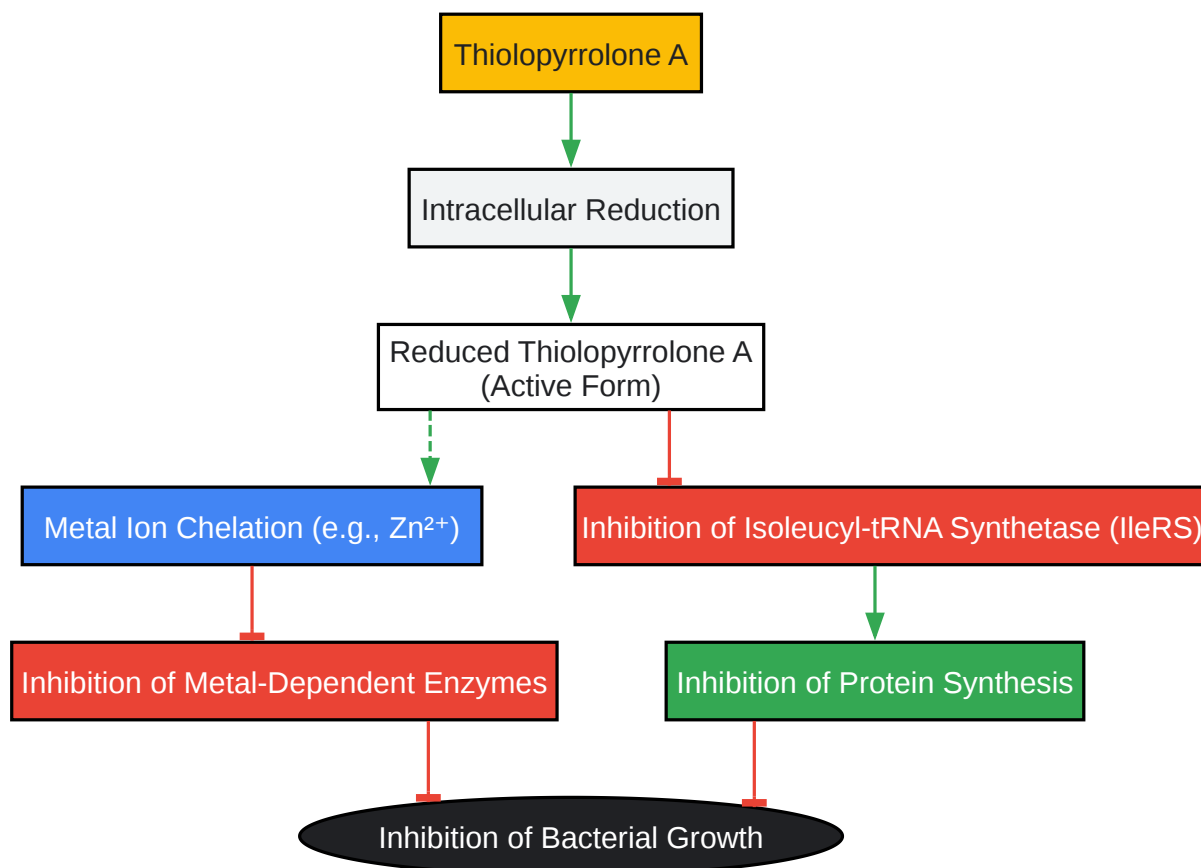 Thiolopyrrolone A
Intracellular Reduction
Reduced Thiolopyrrolone A
(Active Form)
Metal Ion Chelation (e.g., Zn²⁺)
Inhibition of Isoleucyl-tRNA Synthetase (IleRS)
Inhibition of Metal-Dependent Enzymes
Inhibition of Protein Synthesis
Inhibition of Bacterial Growth